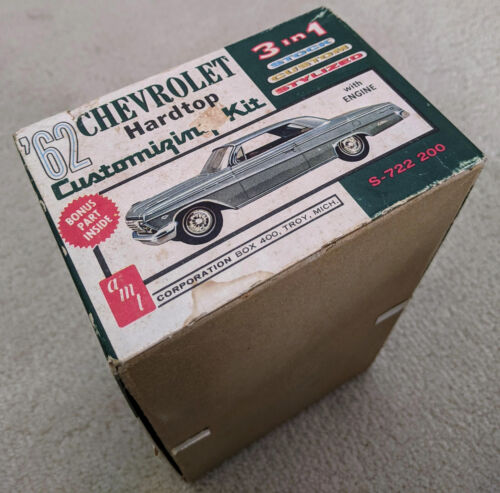 '62 CHEVROLET
Hardtop
Customizing Kit
3 in 1
STOCK
CUSTOM
STYLIZED
with
ENGINE
BONUS
PART
INSIDE
S-722 200
amt
CORPORATION BOX 400, TROY, MICH.